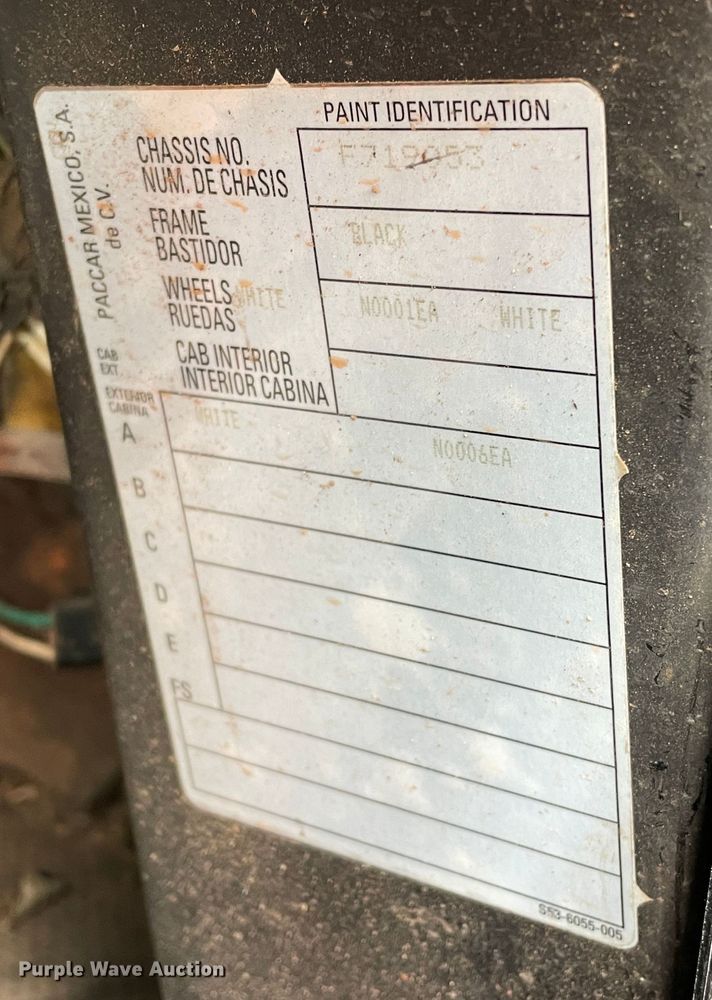 PAINT IDENTIFICATION
PACCAR MEXICO, S.A.
de C.V.
CHASSIS NO.
NUM. DE CHASIS
F719053
FRAME
BASTIDOR
BLACK
WHEELS WHITE N0001EA WHITE
RUEDAS
CAB
EXT.
CAB INTERIOR
INTERIOR CABINA
EXTERIOR
CABINA
A WHITE N0006EA
B
C
D
E
FS
S53-6055-005
Purple Wave Auction